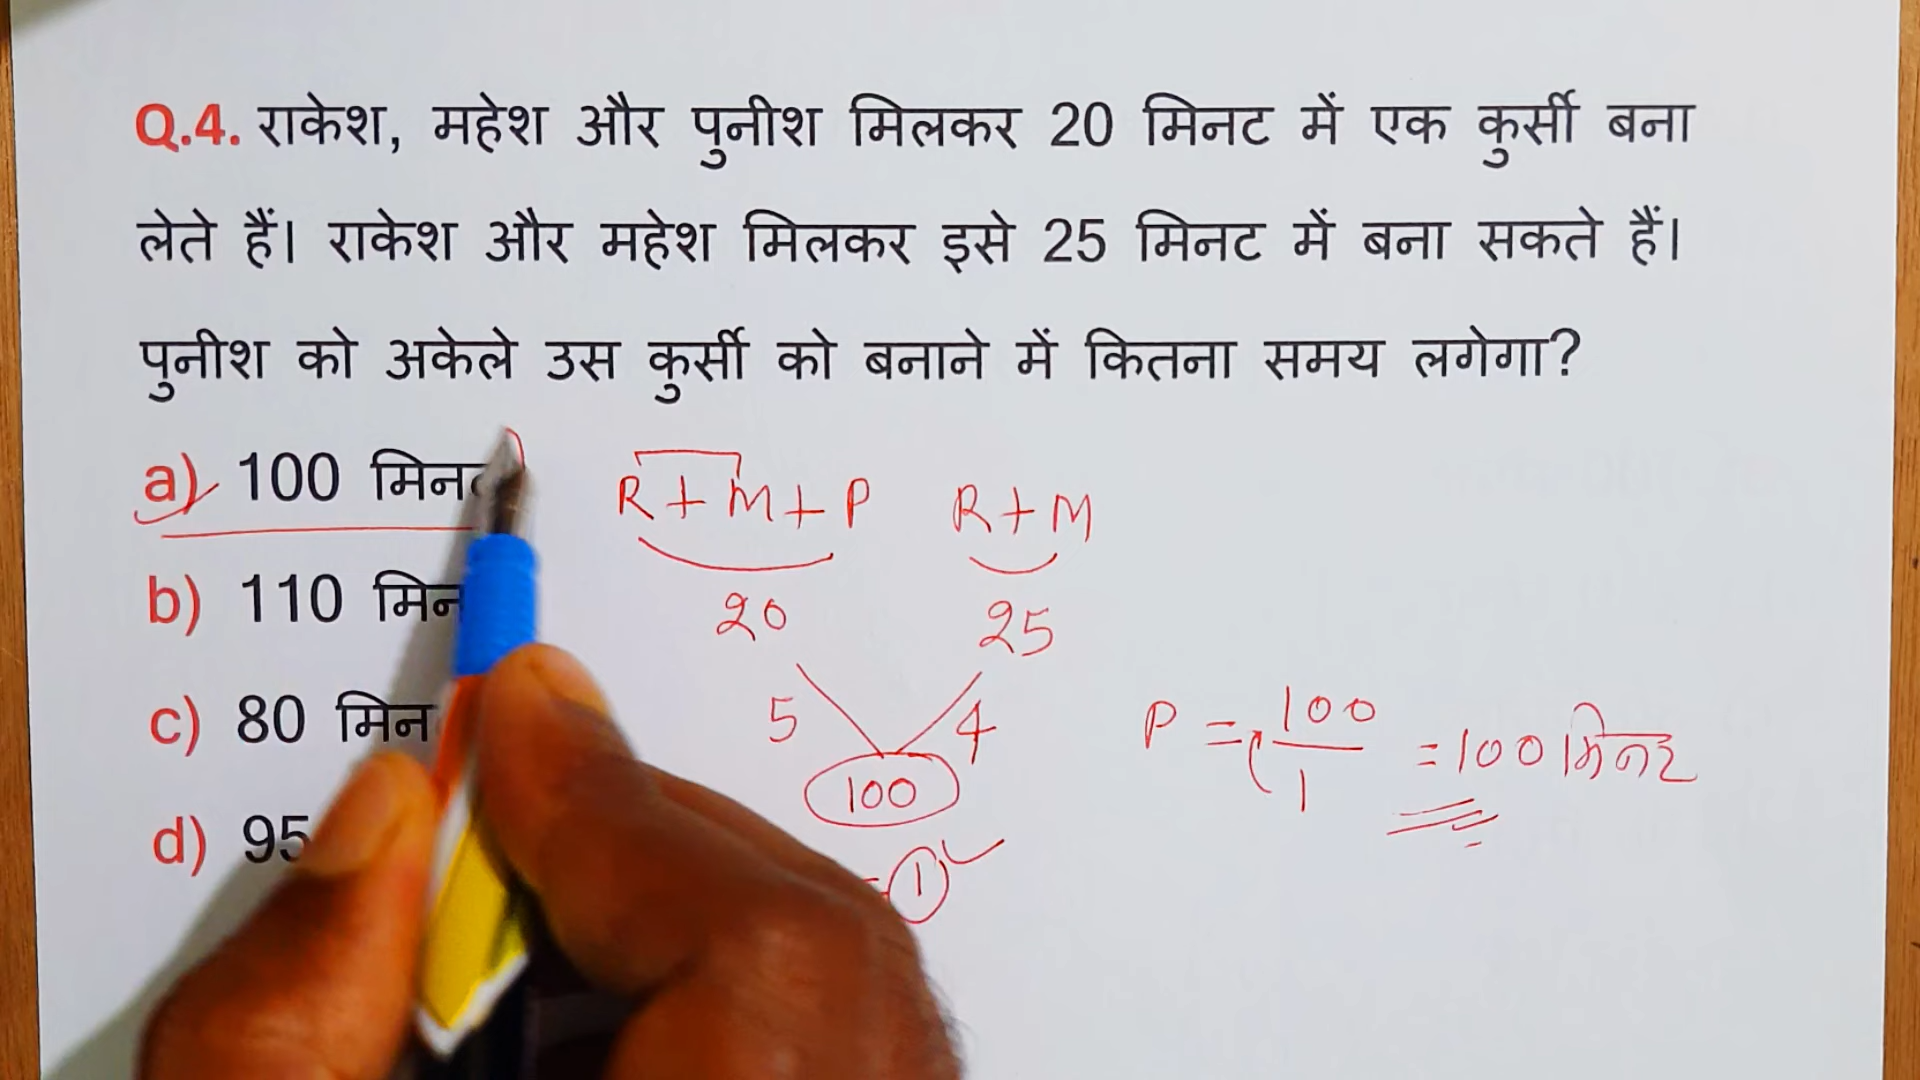 Q.4. राकेश, महेश और पुनीश मिलकर 20 मिनट में एक कुर्सी बना
लेते हैं। राकेश और महेश मिलकर इसे 25 मिनट में बना सकते हैं।
पुनीश को अकेले उस कुर्सी को बनाने में कितना समय लगेगा?
a) 100
b) 110
c) 80
d) 95
R+M+P R+M
20 25
5 4
100
1
P = 100/1 = 100 मिनट